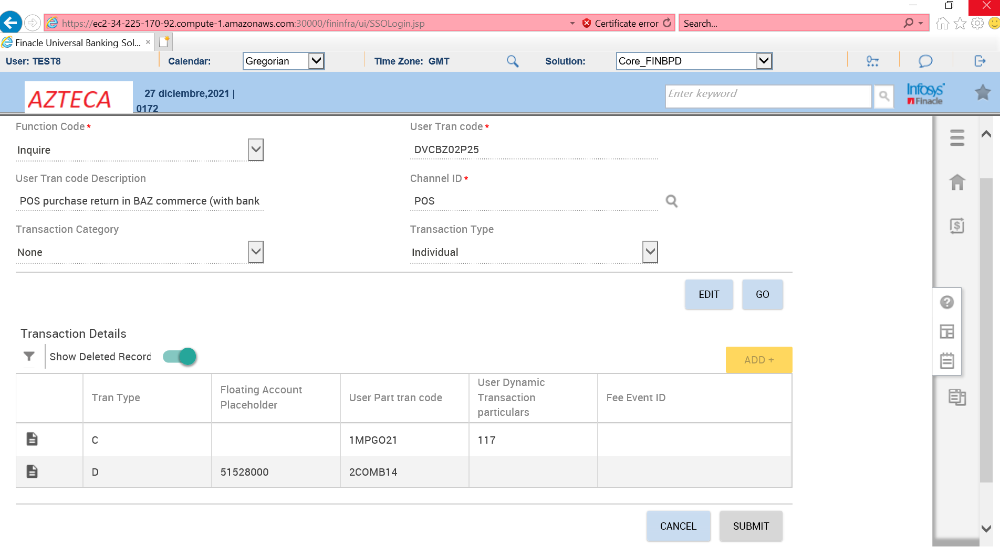 https://ec2-34-225-170-92.compute-1.amazonaws.com:30000/fininfra/ui/SSOLogin.jsp Certificate error Search...
Finacle Universal Banking Sol... ×
User: TEST8 Calendar: Gregorian Time Zone: GMT Solution: Core_FINBPD
AZTECA 27 diciembre,2021 | Enter keyword Infosys
0172 Finacle
Function Code * User Tran code *
Inquire DVCBZ02P25
User Tran code Description Channel ID *
POS purchase return in BAZ commerce (with bank POS
Transaction Category Transaction Type
None Individual
EDIT GO
Transaction Details
Show Deleted Record
ADD +
Tran Type Floating Account Placeholder User Part tran code User Dynamic Transaction particulars Fee Event ID
C 1MPGO21 117
D 51528000 2COMB14
CANCEL SUBMIT